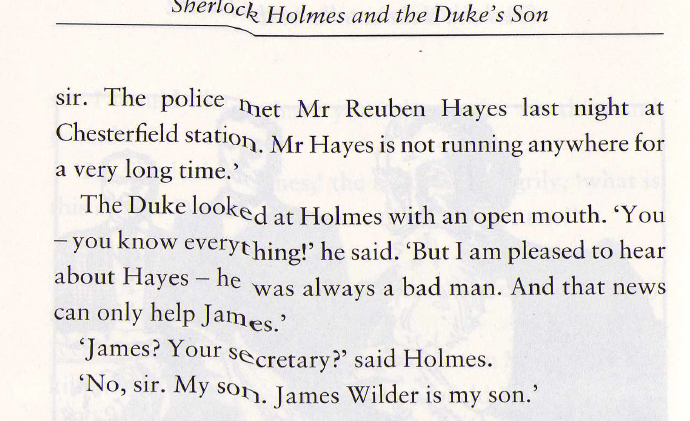 Sherlock Holmes and the Duke's Son
sir. The police met Mr Reuben Hayes last night at
Chesterfield station. Mr Hayes is not running anywhere for
a very long time.’
The Duke looked at Holmes with an open mouth. ‘You
– you know everything!’ he said. ‘But I am pleased to hear
about Hayes – he was always a bad man. And that news
can only help James.’
‘James? Your secretary?’ said Holmes.
‘No, sir. My son. James Wilder is my son.’